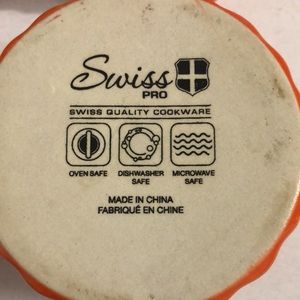 Swiss
PRO
SWISS QUALITY COOKWARE
OVEN SAFE
DISHWASHER
SAFE
MICROWAVE
SAFE
MADE IN CHINA
FABRIQUÉ EN CHINE